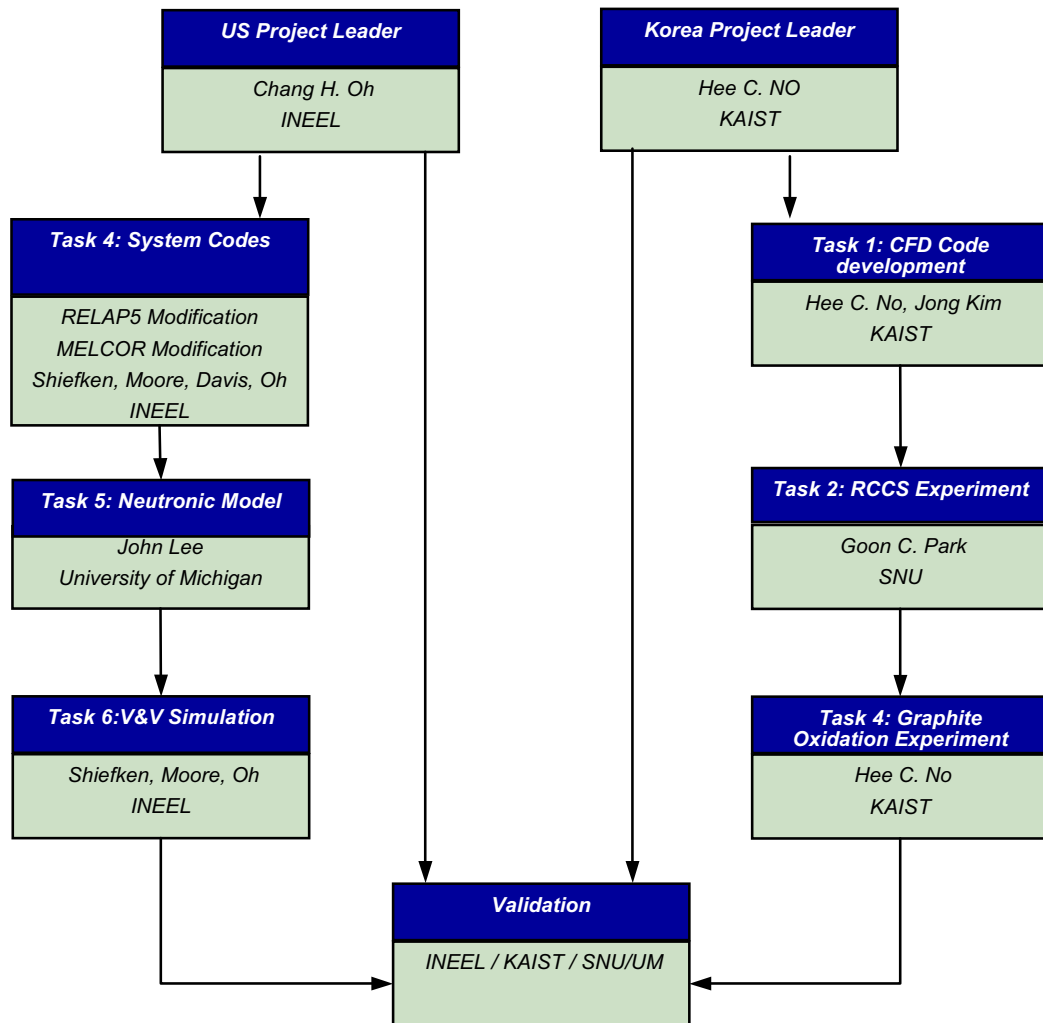 US Project Leader
Chang H. Oh
INEEL
Korea Project Leader
Hee C. NO
KAIST
Task 4: System Codes
RELAP5 Modification
MELCOR Modification
Shiefken, Moore, Davis, Oh
INEEL
Task 1: CFD Code
development
Hee C. No, Jong Kim
KAIST
Task 5: Neutronic Model
John Lee
University of Michigan
Task 2: RCCS Experiment
Goon C. Park
SNU
Task 6:V&V Simulation
Shiefken, Moore, Oh
INEEL
Task 4: Graphite
Oxidation Experiment
Hee C. No
KAIST
Validation
INEEL / KAIST / SNU/UM